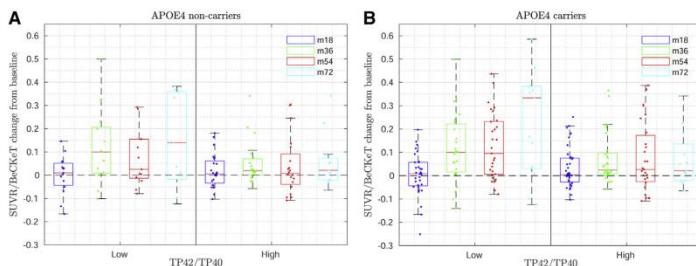 A
APOE4 non-carriers
SUVR/BeCKeT change from baseline
0.6
0.5
0.4
0.3
0.2
0.1
0
-0.1
-0.2
-0.3
m18
m36
m54
m72
Low
High
TP42/TP40
B
APOE4 carriers
SUVR/BeCKeT change from baseline
0.6
0.5
0.4
0.3
0.2
0.1
0
-0.1
-0.2
-0.3
m18
m36
m54
m72
Low
High
TP42/TP40